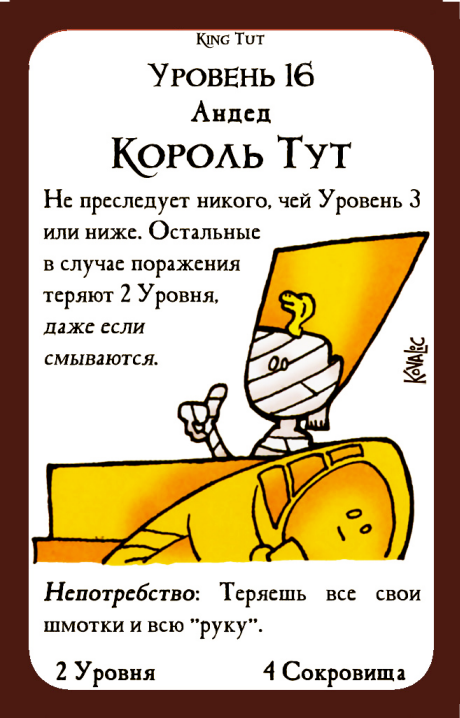 King Tut
Уровень 16
Андед
Король Тут
Не преследует никого, чей Уровень 3
или ниже. Остальные
в случае поражения
теряют 2 Уровня,
даже если
смываются.
Kovalic
Непотребство: Теряешь все свои
шмотки и всю "руку".
2 Уровня 4 Сокровища